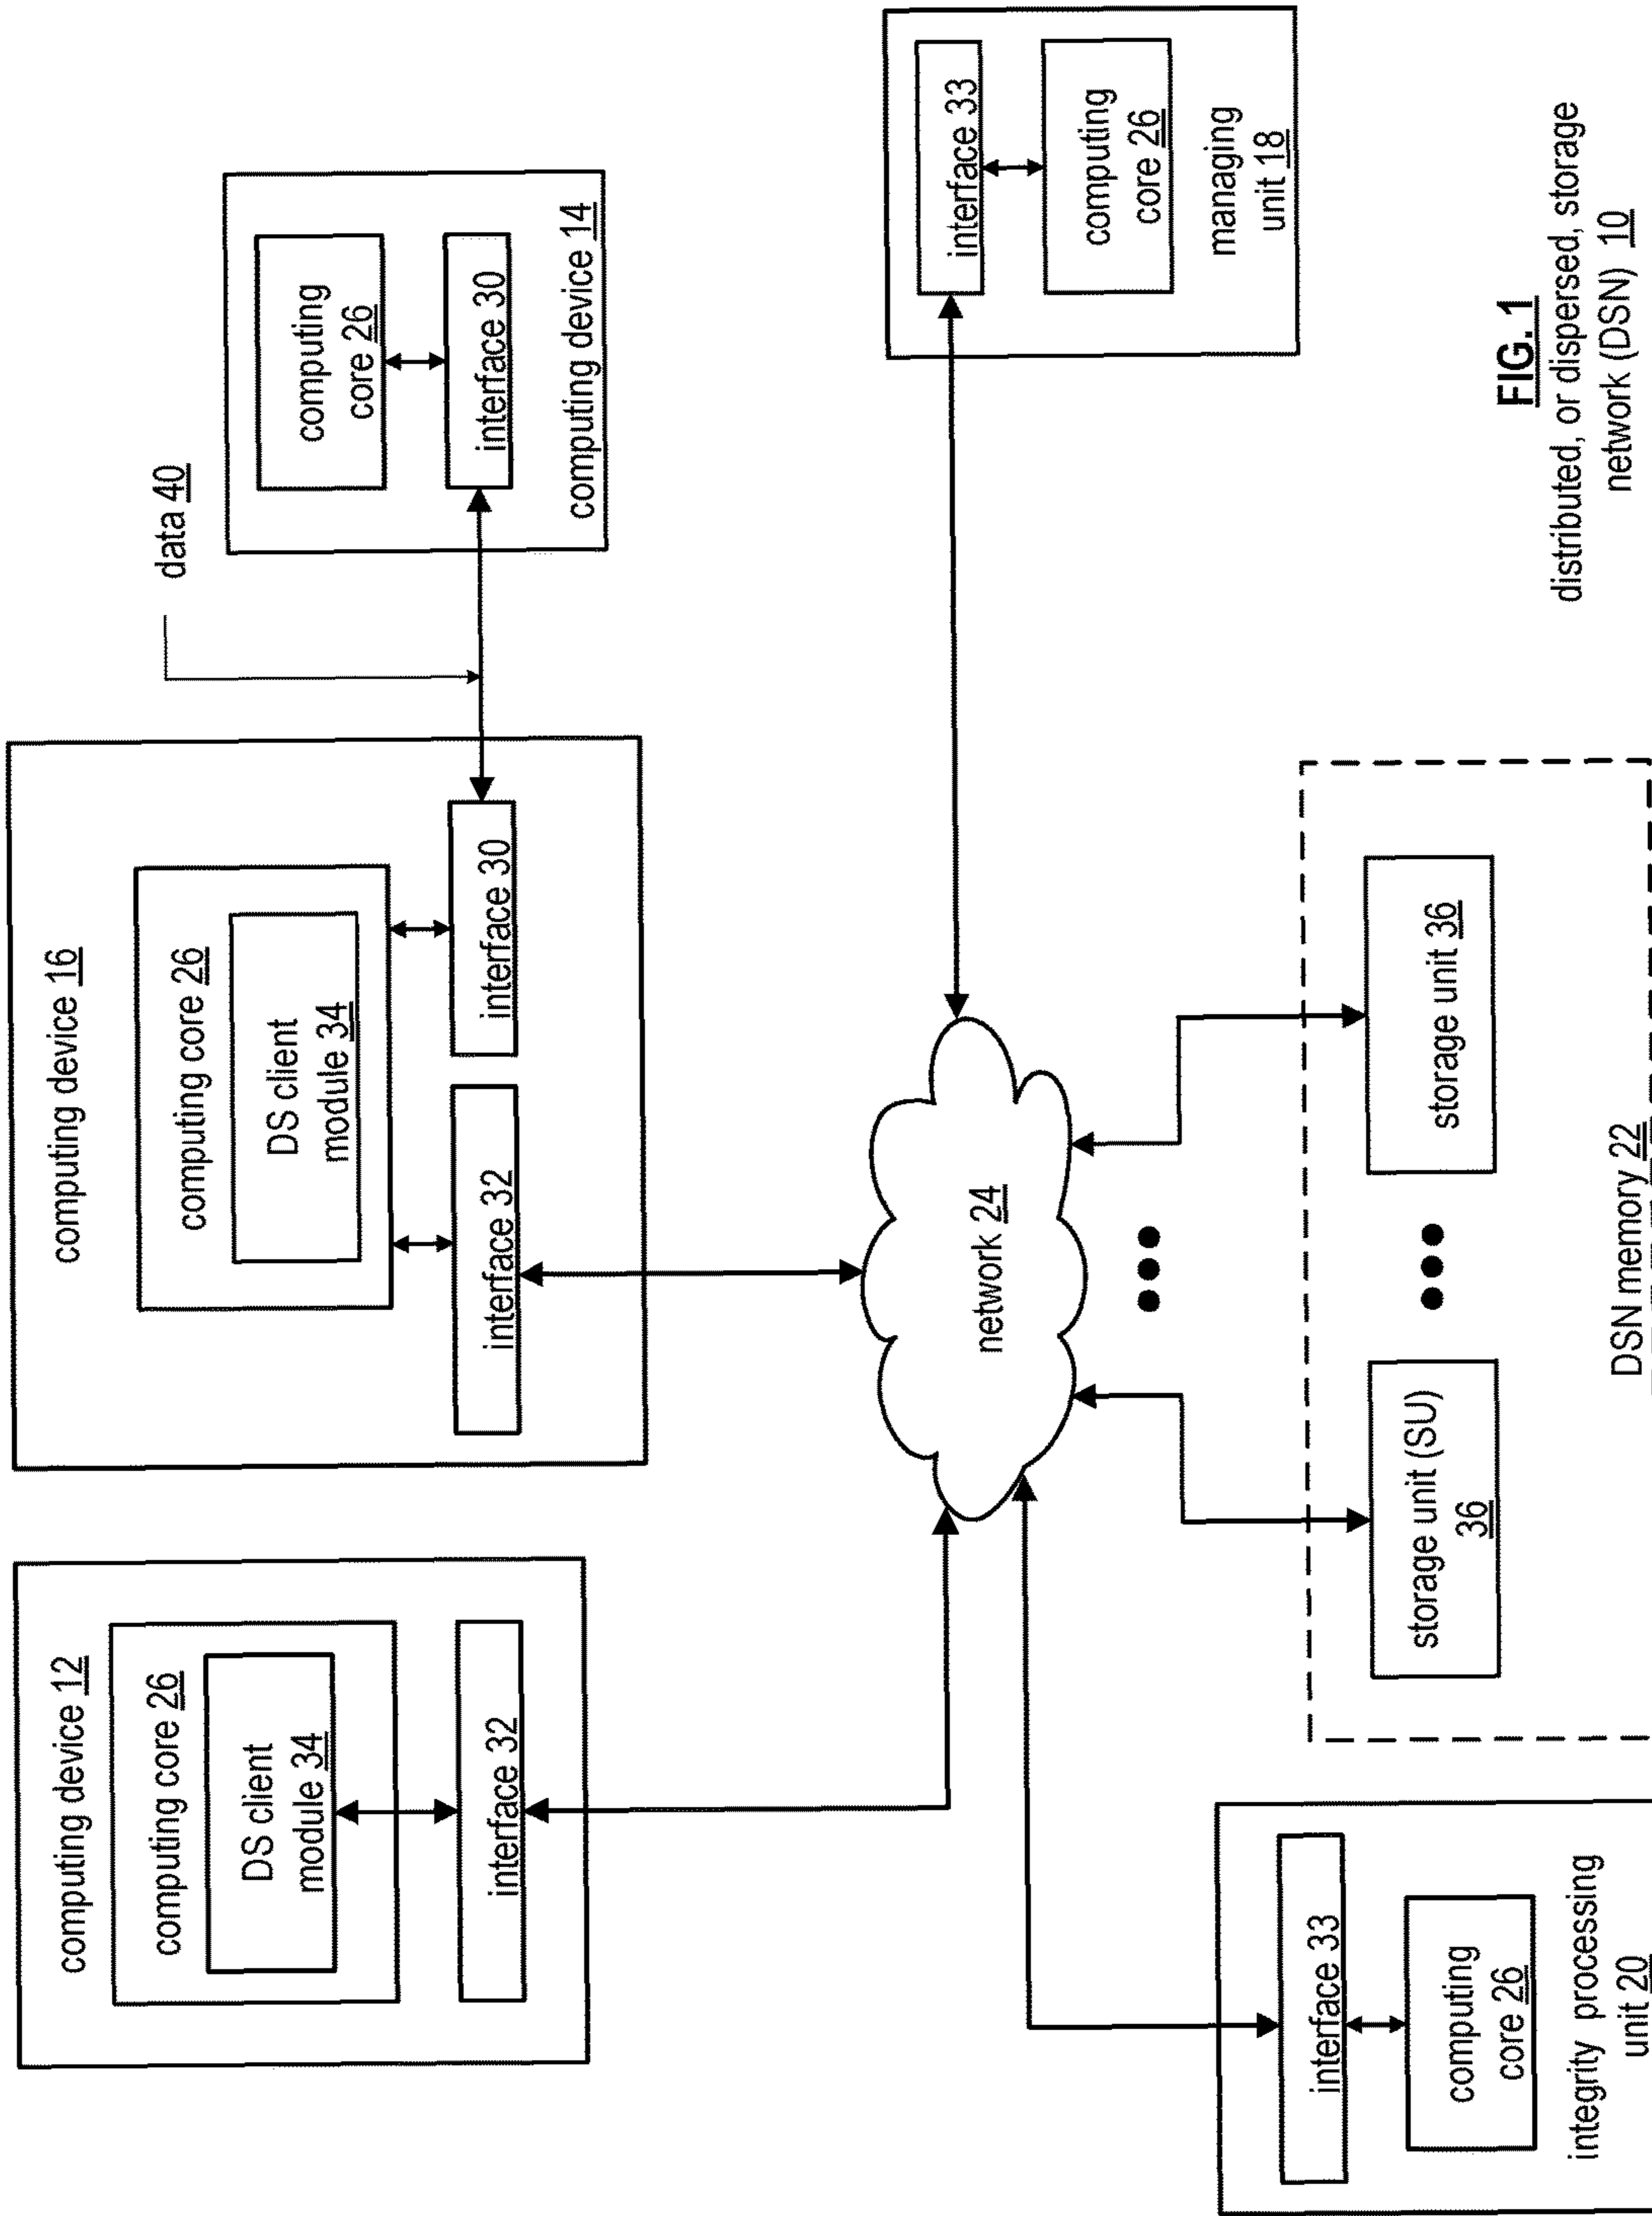 computing device 12
computing core 26
DS client
module 34
interface 32
computing device 16
computing core 26
DS client
module 34
interface 32
interface 30
data 40
computing
core 26
interface 30
computing device 14
network 24
interface 33
computing
core 26
managing
unit 18
interface 33
computing
core 26
integrity processing
unit 20
storage unit (SU)
36
storage unit 36
DSN memory 22
FIG. 1
distributed, or dispersed, storage
network (DSN) 10